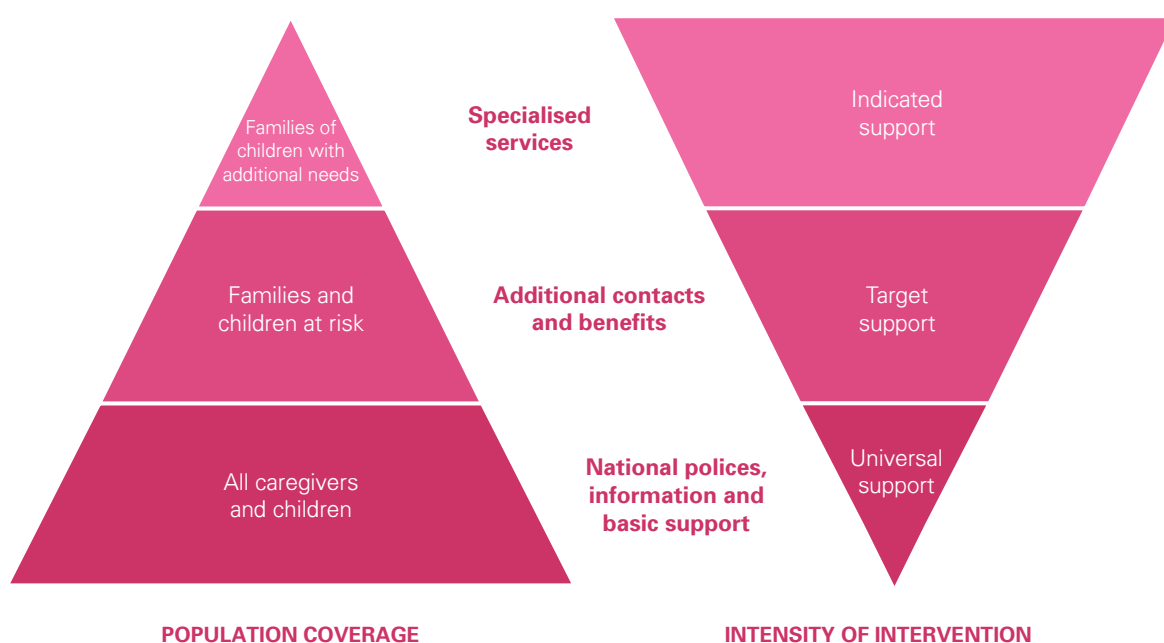 Families of
children with
additional needs
Specialised
services
Indicated
support
Families and
children at risk
Additional contacts
and benefits
Target
support
All caregivers
and children
National polices,
information and
basic support
Universal
support
POPULATION COVERAGE
INTENSITY OF INTERVENTION